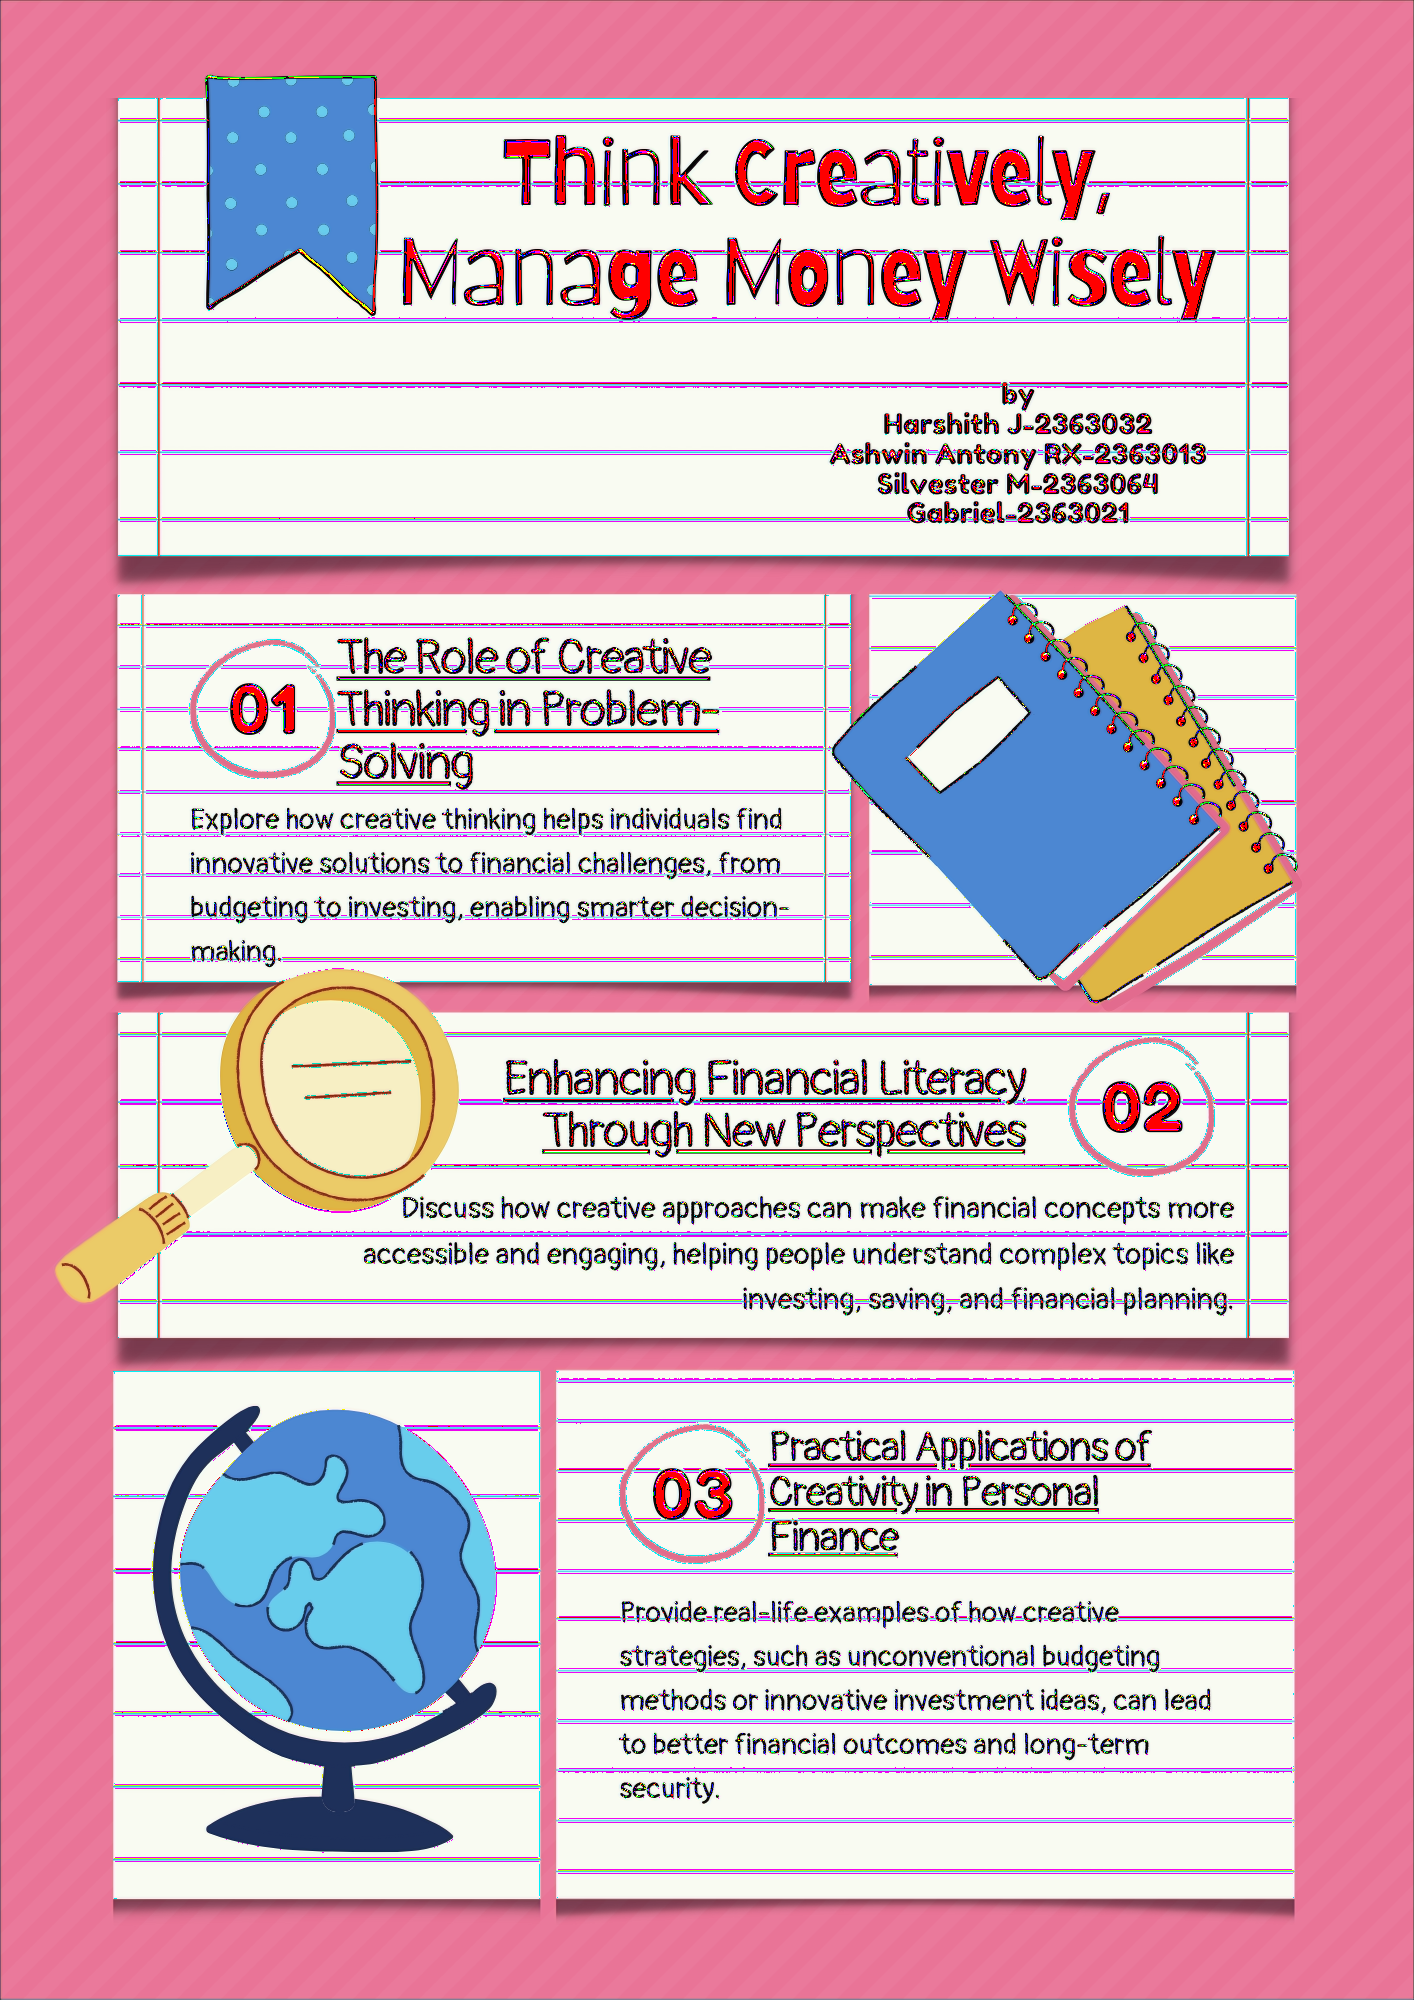 Think Creatively,
Manage Money Wisely
by
Harshith J-2363032
Ashwin Antony RX-2363013
Silvester M-2363064
Gabriel-2363021
01
The Role of Creative
Thinking in Problem-
Solving
Explore how creative thinking helps individuals find
innovative solutions to financial challenges, from
budgeting to investing, enabling smarter decision-
making.
Enhancing Financial Literacy
Through New Perspectives
02
Discuss how creative approaches can make financial concepts more
accessible and engaging, helping people understand complex topics like
investing, saving, and financial planning.
03
Practical Applications of
Creativity in Personal
Finance
Provide real-life examples of how creative
strategies, such as unconventional budgeting
methods or innovative investment ideas, can lead
to better financial outcomes and long-term
security.